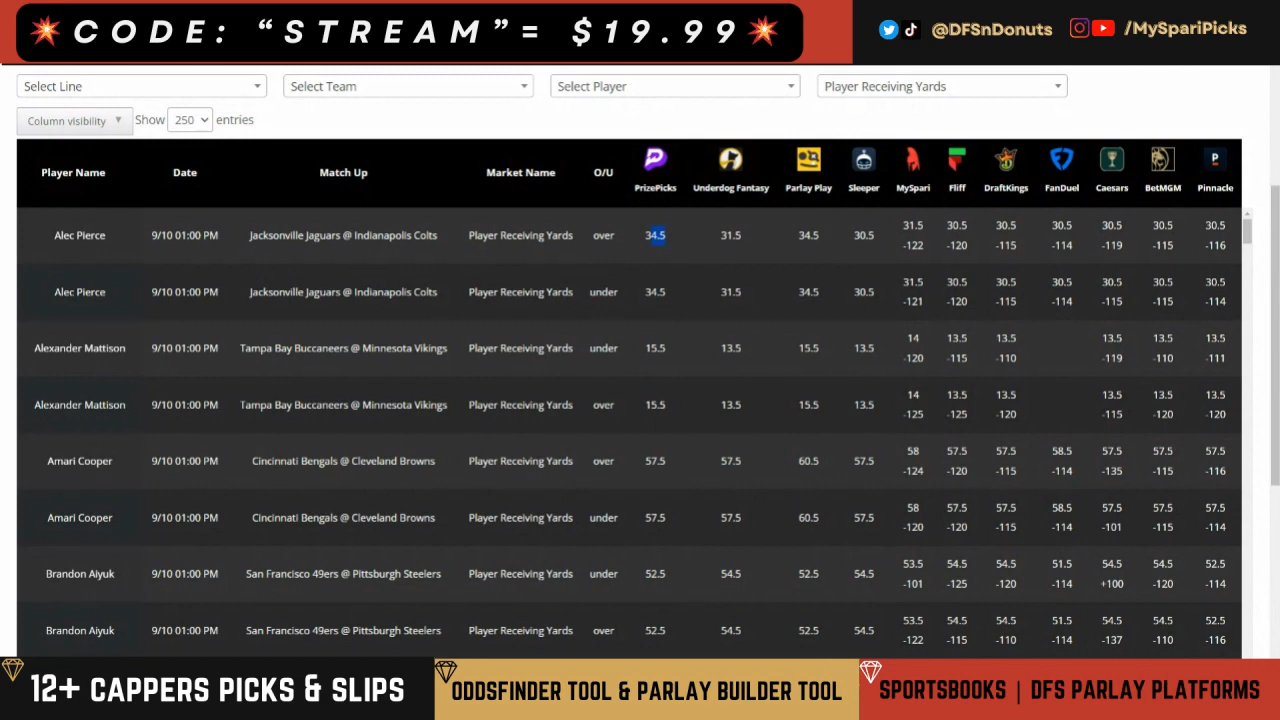 CODE: “STREAM”= $19.99
@DFSnDonuts
/MySpariPicks
Select Line
Select Team
Select Player
Player Receiving Yards
Column visibility
Show 250 entries
Player Name Date Match Up Market Name O/U PrizePicks Underdog Fantasy Parlay Play Sleeper MySpari Fliff DraftKings FanDuel Caesars BetMGM Pinnacle
Alec Pierce 9/10 01:00 PM Jacksonville Jaguars @ Indianapolis Colts Player Receiving Yards over 34.5 31.5 34.5 30.5 31.5 30.5 30.5 30.5 30.5 30.5 30.5
-122 -120 -115 -114 -119 -115 -116
Alec Pierce 9/10 01:00 PM Jacksonville Jaguars @ Indianapolis Colts Player Receiving Yards under 34.5 31.5 34.5 30.5 31.5 30.5 30.5 30.5 30.5 30.5 30.5
-121 -120 -115 -114 -115 -115 -114
Alexander Mattison 9/10 01:00 PM Tampa Bay Buccaneers @ Minnesota Vikings Player Receiving Yards under 15.5 13.5 15.5 13.5 14 13.5 13.5 13.5 13.5 13.5
-120 -115 -110 -119 -110 -111
Alexander Mattison 9/10 01:00 PM Tampa Bay Buccaneers @ Minnesota Vikings Player Receiving Yards over 15.5 13.5 15.5 13.5 14 13.5 13.5 13.5 13.5 13.5
-125 -125 -120 -115 -120 -120
Amari Cooper 9/10 01:00 PM Cincinnati Bengals @ Cleveland Browns Player Receiving Yards over 57.5 57.5 60.5 57.5 58 57.5 57.5 58.5 57.5 57.5 57.5
-124 -120 -115 -114 -135 -115 -116
Amari Cooper 9/10 01:00 PM Cincinnati Bengals @ Cleveland Browns Player Receiving Yards under 57.5 57.5 60.5 57.5 58 57.5 57.5 58.5 57.5 57.5 57.5
-120 -120 -115 -114 -101 -115 -114
Brandon Aiyuk 9/10 01:00 PM San Francisco 49ers @ Pittsburgh Steelers Player Receiving Yards under 52.5 54.5 52.5 54.5 53.5 54.5 54.5 51.5 54.5 54.5 52.5
-101 -125 -120 -114 +100 -120 -114
Brandon Aiyuk 9/10 01:00 PM San Francisco 49ers @ Pittsburgh Steelers Player Receiving Yards over 52.5 54.5 52.5 54.5 53.5 54.5 54.5 51.5 54.5 54.5 52.5
-122 -115 -110 -114 -137 -110 -116
12+ CAPPERS PICKS & SLIPS
ODDSFINDER TOOL & PARLAY BUILDER TOOL
SPORTSBOOKS | DFS PARLAY PLATFORMS